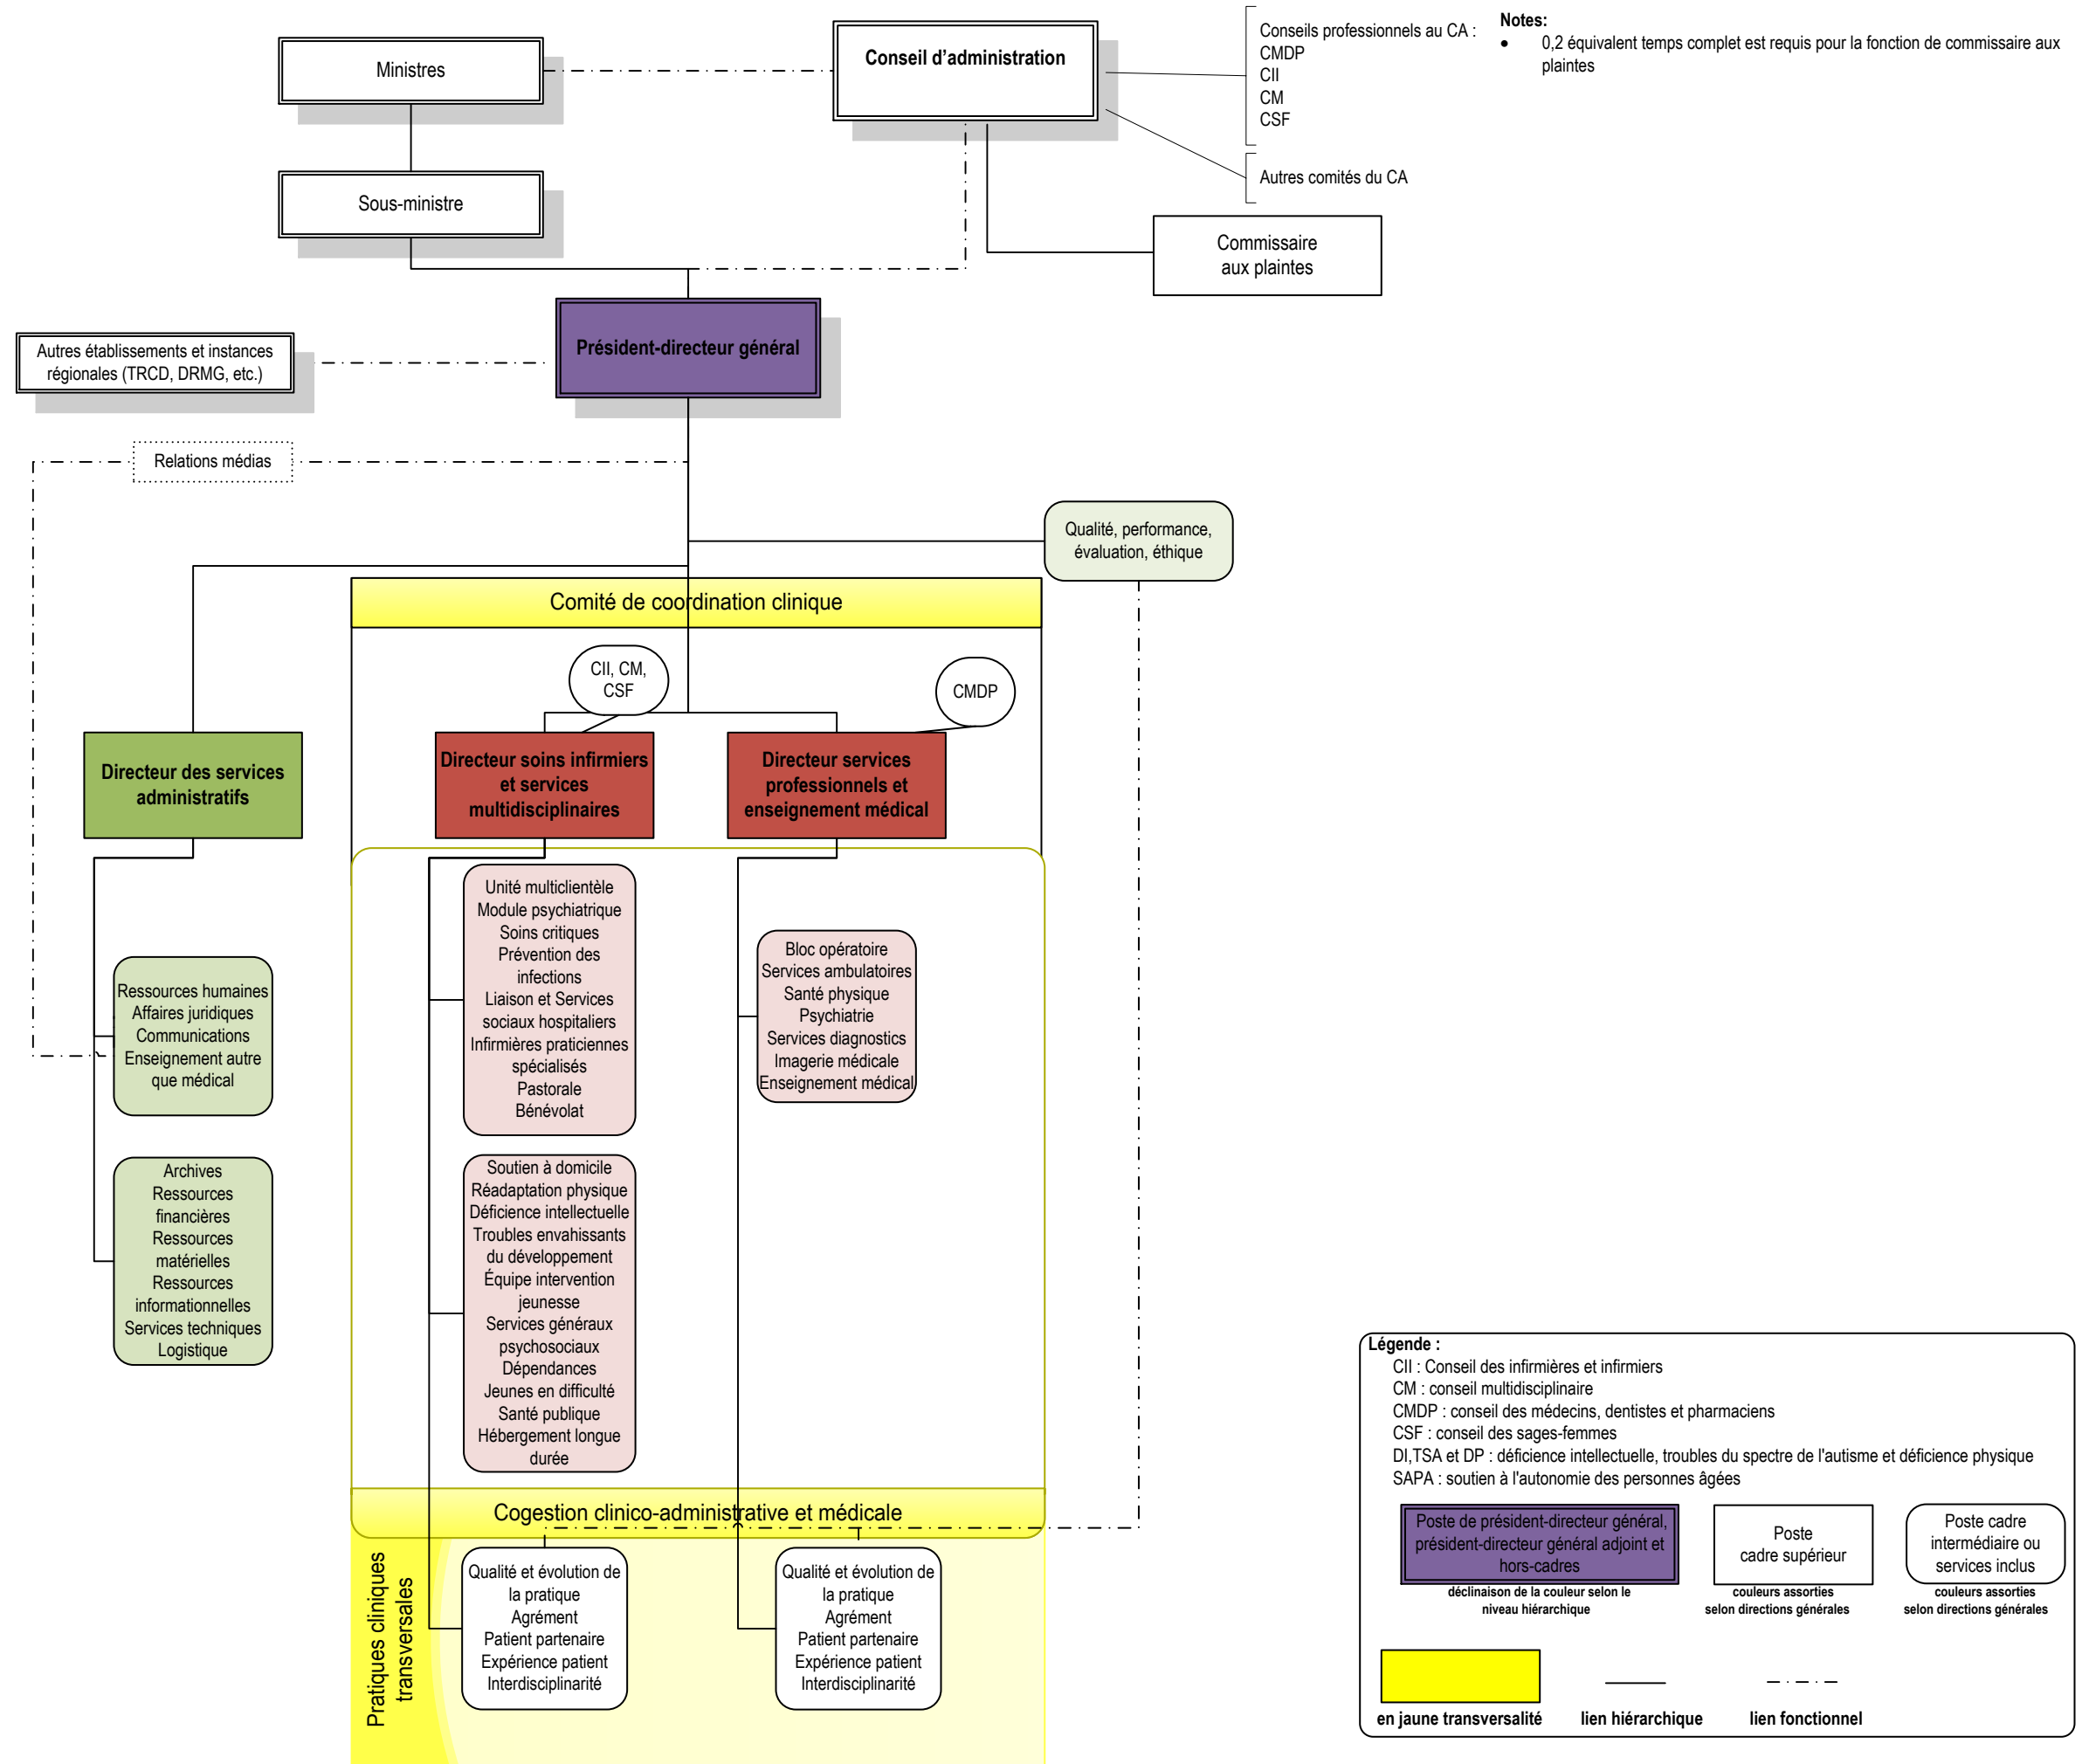 Ministres
Conseil d’administration
Conseils professionnels au CA :
CMDP
CII
CM
CSF
Autres comités du CA
Notes:
• 0,2 équivalent temps complet est requis pour la fonction de commissaire aux
plaintes
Sous-ministre
Commissaire
aux plaintes
Président-directeur général
Autres établissements et instances
régionales (TRCD, DRMG, etc.)
Relations médias
Qualité, performance,
évaluation, éthique
Comité de coordination clinique
CII, CM,
CSF
CMDP
Directeur des services
administratifs
Directeur soins infirmiers
et services
multidisciplinaires
Directeur services
professionnels et
enseignement médical
Ressources humaines
Affaires juridiques
Communications
Enseignement autre
que médical
Archives
Ressources
financières
Ressources
matérielles
Ressources
informationnelles
Services techniques
Logistique
Unité multiclientèle
Module psychiatrique
Soins critiques
Prévention des
infections
Liaison et Services
sociaux hospitaliers
Infirmières praticiennes
spécialisés
Pastorale
Bénévolat
Soutien à domicile
Réadaptation physique
Déficience intellectuelle
Troubles envahissants
du développement
Équipe intervention
jeunesse
Services généraux
psychosociaux
Dépendances
Jeunes en difficulté
Santé publique
Hébergement longue
durée
Bloc opératoire
Services ambulatoires
Santé physique
Psychiatrie
Services diagnostics
Imagerie médicale
Enseignement médical
Cogestion clinico-administrative et médicale
Pratiques cliniques
transversales
Qualité et évolution de
la pratique
Agrément
Patient partenaire
Expérience patient
Interdisciplinarité
Qualité et évolution de
la pratique
Agrément
Patient partenaire
Expérience patient
Interdisciplinarité
Légende :
CII : Conseil des infirmières et infirmiers
CM : conseil multidisciplinaire
CMDP : conseil des médecins, dentistes et pharmaciens
CSF : conseil des sages-femmes
DI,TSA et DP : déficience intellectuelle, troubles du spectre de l'autisme et déficience physique
SAPA : soutien à l'autonomie des personnes âgées
Poste de président-directeur général,
président-directeur général adjoint et
hors-cadres
déclinaison de la couleur selon le
niveau hiérarchique
Poste
cadre supérieur
couleurs assorties
selon directions générales
Poste cadre
intermédiaire ou
services inclus
couleurs assorties
selon directions générales
en jaune transversalité
lien hiérarchique
lien fonctionnel